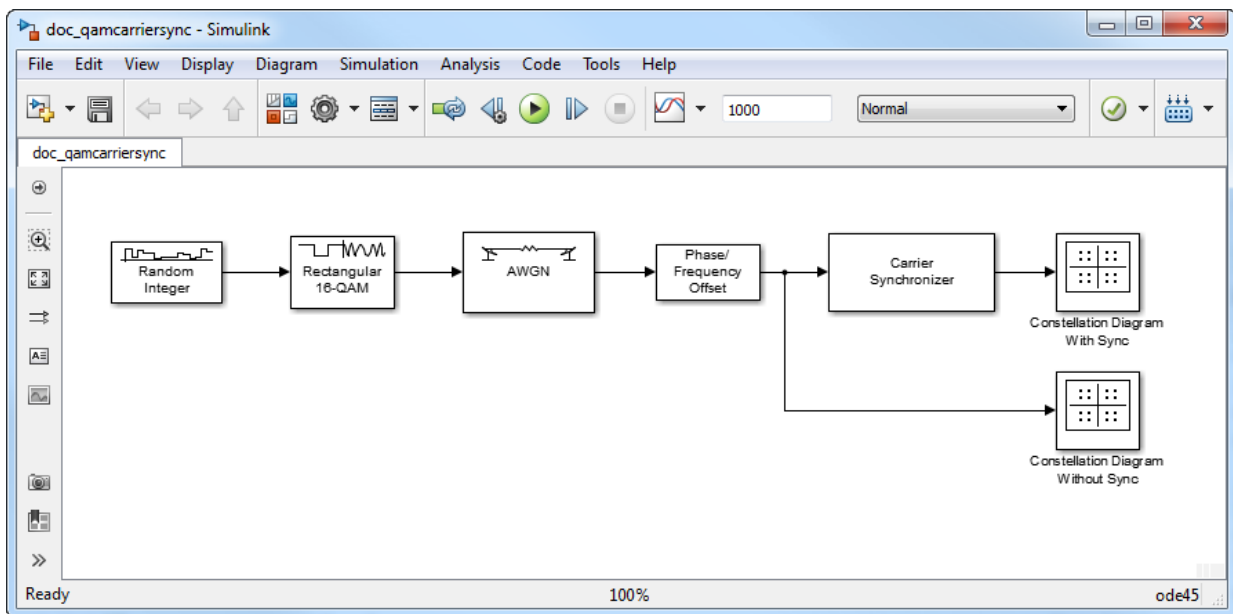 doc_qamcarriersync - Simulink
File Edit View Display Diagram Simulation Analysis Code Tools Help
1000 Normal
doc_qamcarriersync
Random
Integer
Rectangular
16-QAM
AWGN
Phase/
Frequency
Offset
Carrier
Synchronizer
Constellation Diagram
With Sync
Constellation Diagram
Without Sync
Ready 100% ode45